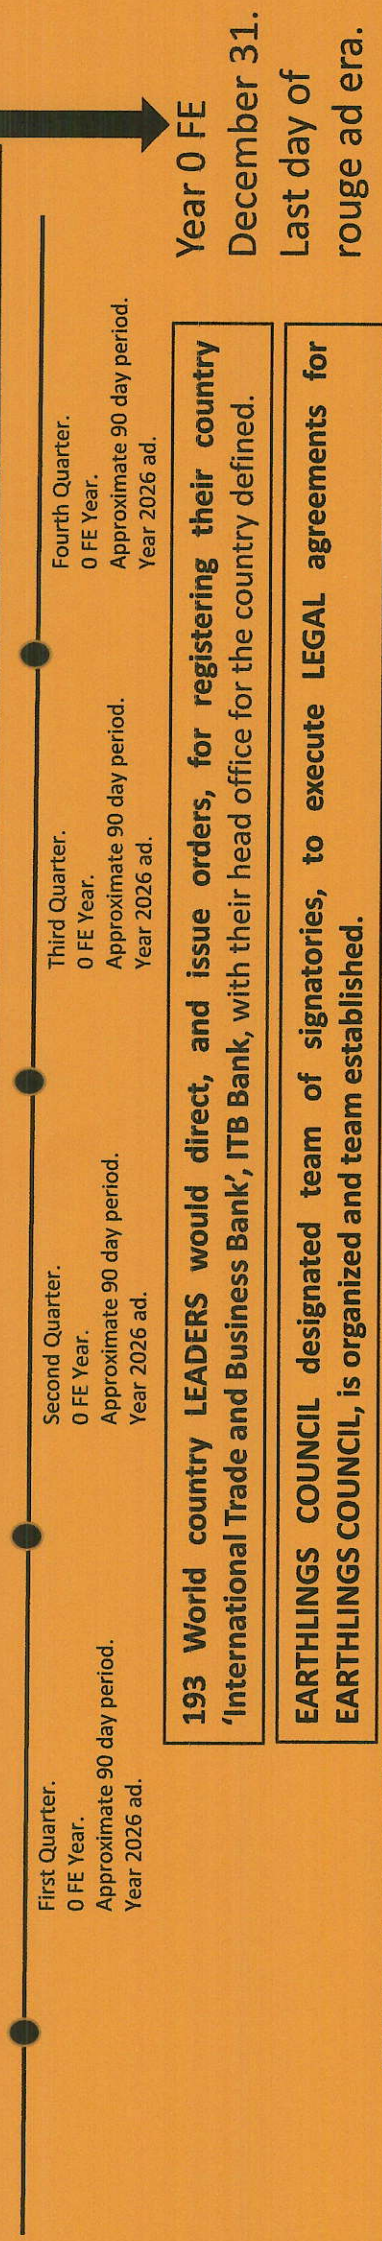 First Quarter.
0 FE Year.
Approximate 90 day period.
Year 2026 ad.
Second Quarter.
0 FE Year.
Approximate 90 day period.
Year 2026 ad.
Third Quarter.
0 FE Year.
Approximate 90 day period.
Year 2026 ad.
Fourth Quarter.
0 FE Year.
Approximate 90 day period.
Year 2026 ad.
193 World country LEADERS would direct, and issue orders, for registering their country
‘International Trade and Business Bank’, ITB Bank, with their head office for the country defined.
EARTHLINGS COUNCIL designated team of signatories, to execute LEGAL agreements for
EARTHLINGS COUNCIL, is organized and team established.
Year 0 FE
December 31.
Last day of
rouge ad era.